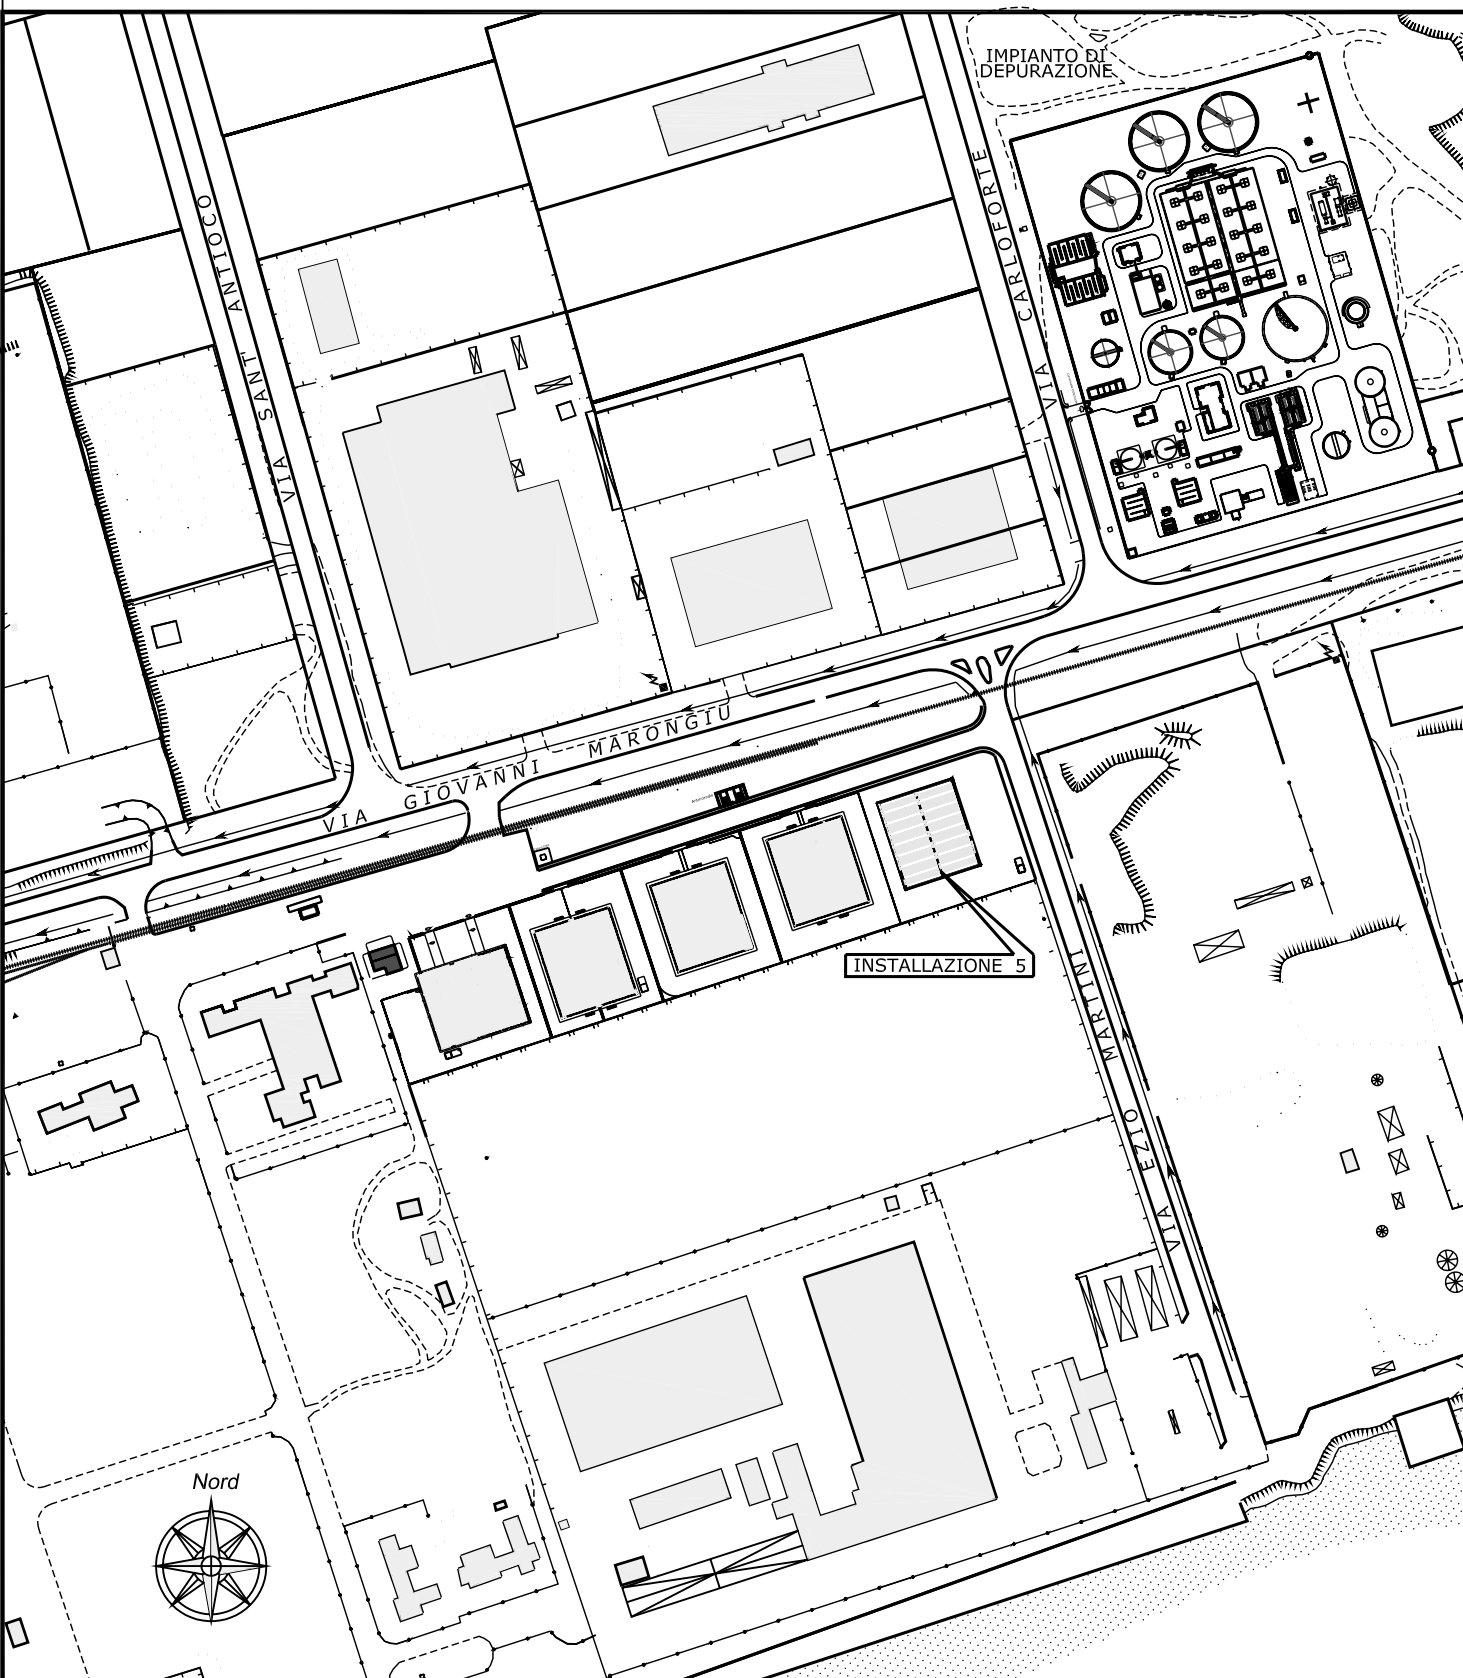 IMPIANTO DI
DEPURAZIONE
VIA SANT ANTIOCO
VIA CARLOFORTE
VIA GIOVANNI MARONGIU
INSTALLAZIONE 5
VIA EZIO MARTINI
Nord